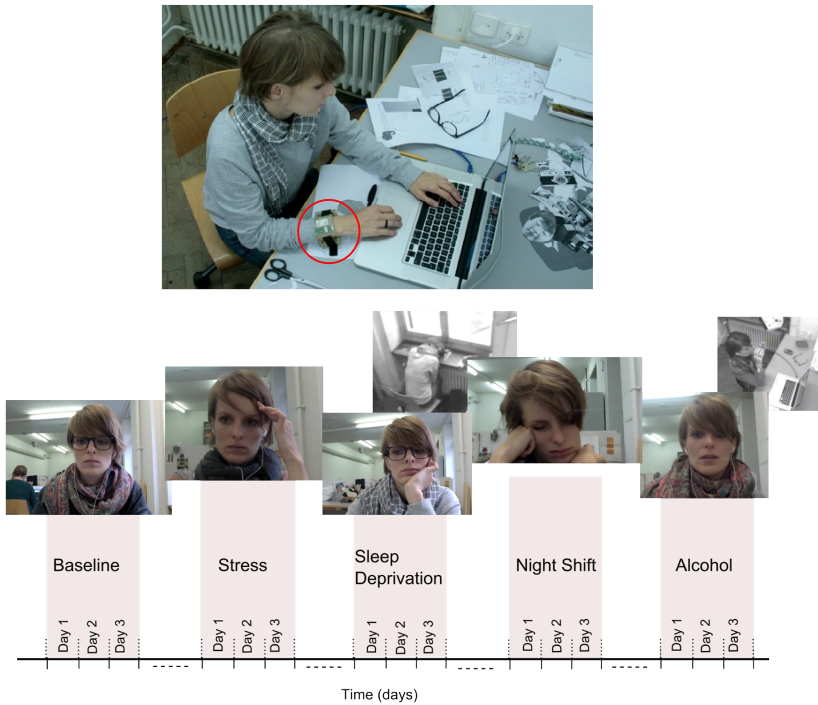 Baseline
Stress
Sleep
Deprivation
Night Shift
Alcohol
Day 1
Day 2
Day 3
Day 1
Day 2
Day 3
Day 1
Day 2
Day 3
Day 1
Day 2
Day 3
Day 1
Day 2
Day 3
Time (days)